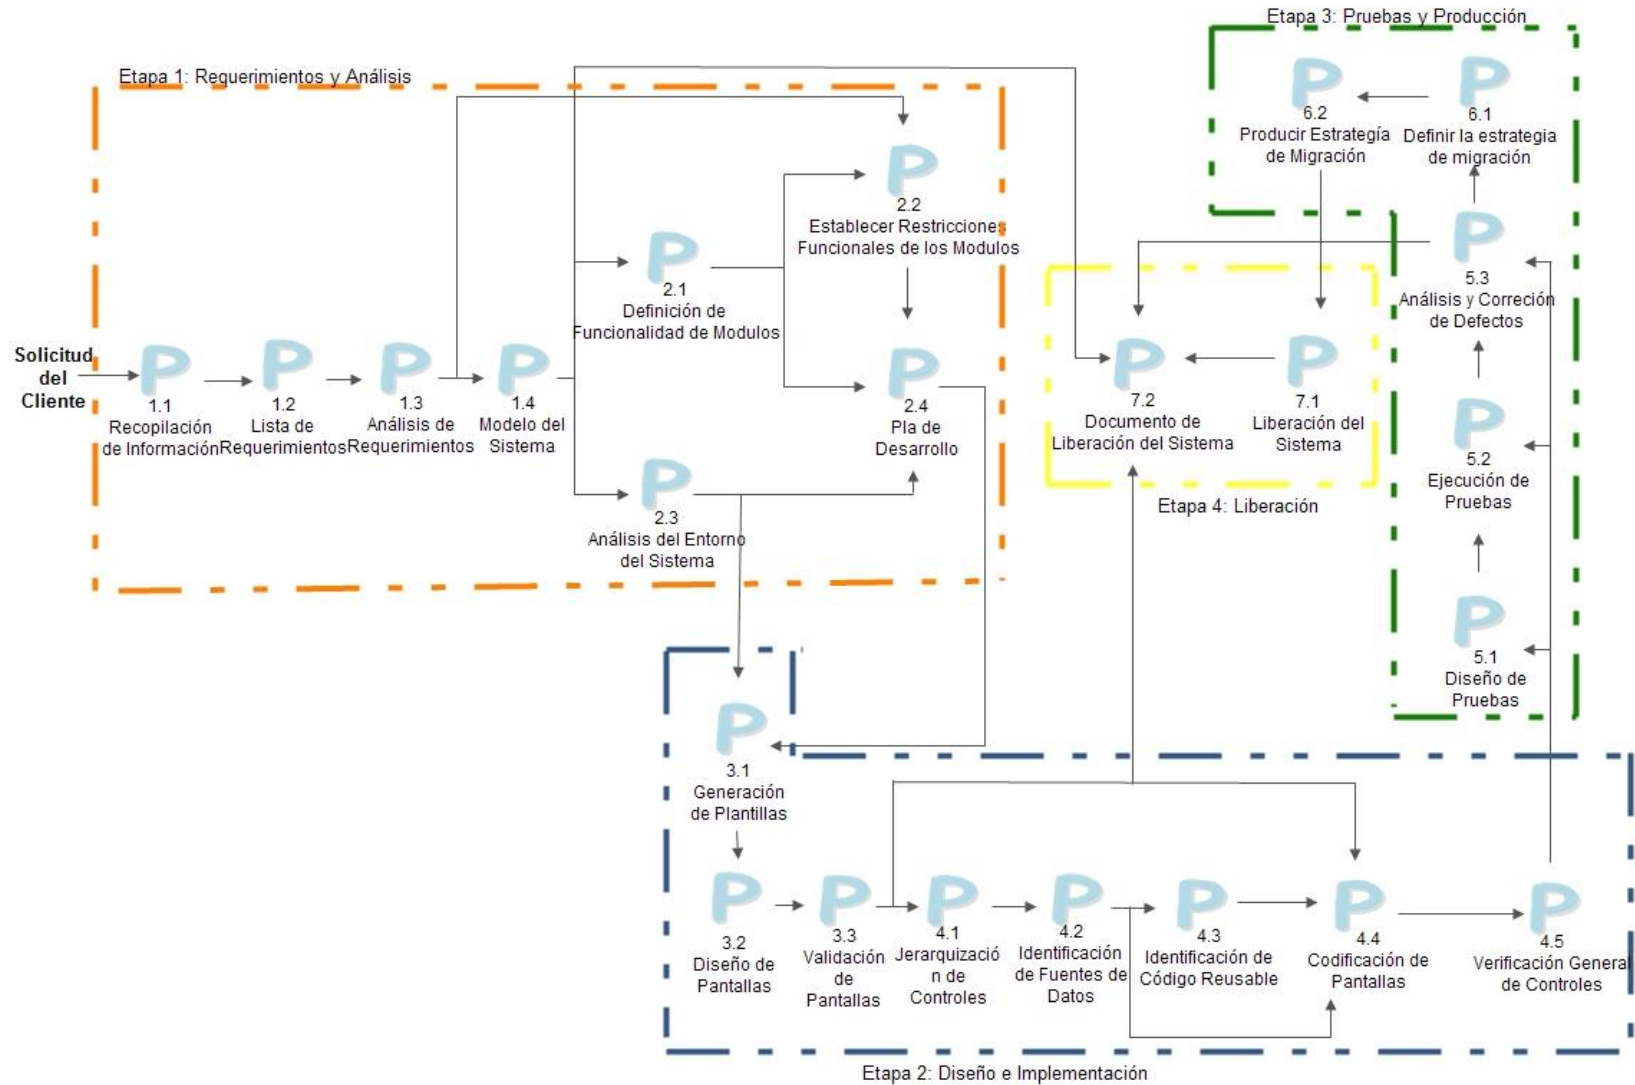 Etapa 3: Pruebas y Producción
Etapa 1: Requerimientos y Análisis
P
6.2
Producir Estrategía
de Migración
P
6.1
Definir la estrategia
de migración
P
2.2
Establecer Restricciones
Funcionales de los Modulos
P
2.1
Definición de
Funcionalidad de Modulos
P
5.3
Análisis y Correción
de Defectos
Solicitud
del
Cliente
P
1.1
Recopilación
de Información
P
1.2
Lista de
Requerimientos
P
1.3
Análisis de
Requerimientos
P
1.4
Modelo del
Sistema
P
2.4
Pla de
Desarrollo
P
7.2
Documento de
Liberación del Sistema
P
7.1
Liberación del
Sistema
Etapa 4: Liberación
P
5.2
Ejecución de
Pruebas
P
2.3
Análisis del Entorno
del Sistema
P
5.1
Diseño de
Pruebas
P
3.1
Generación
de Plantillas
P
3.2
Diseño de
Pantallas
P
3.3
Validación
de
Pantallas
P
4.1
Jerarquizació
n de
Controles
P
4.2
Identificación
de Fuentes de
Datos
P
4.3
Identificación de
Código Reusable
P
4.4
Codificación de
Pantallas
P
4.5
Verificación General
de Controles
Etapa 2: Diseño e Implementación